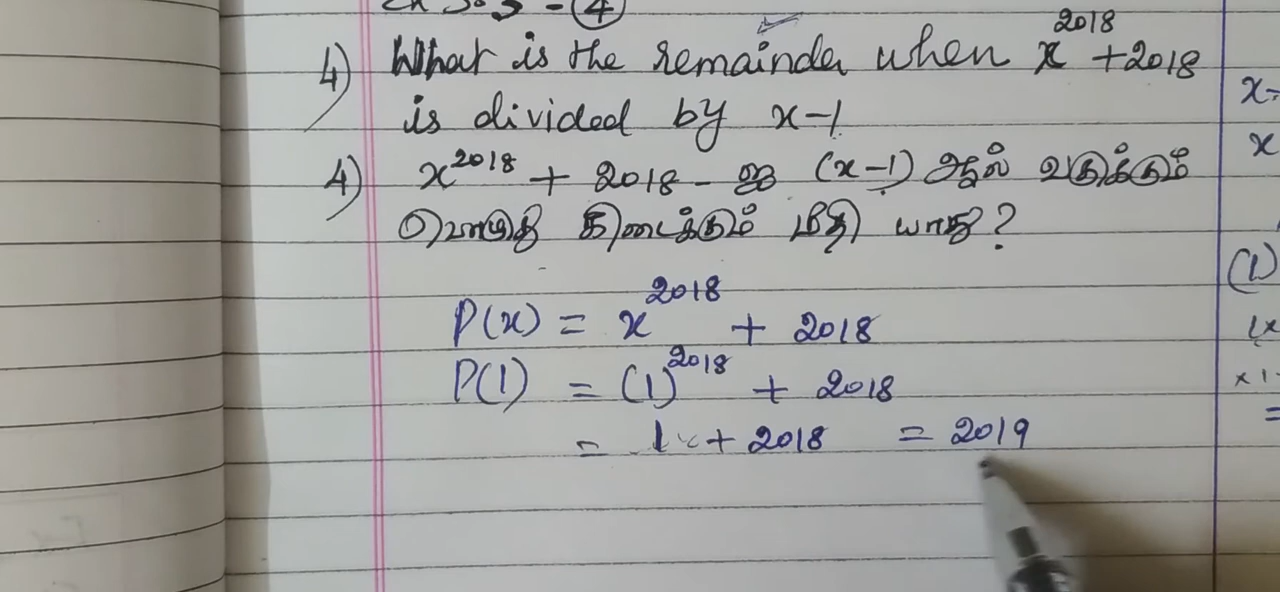 4) What is the remainder when x^2018 + 2018
is divided by x-1
4) x^2018 + 2018 - ஐ (x-1) ஆல் வகுக்கும்
பொழுது கிடைக்கும் மீதி யாது?
P(x) = x^2018 + 2018
P(1) = (1)^2018 + 2018
= 1 + 2018 = 2019